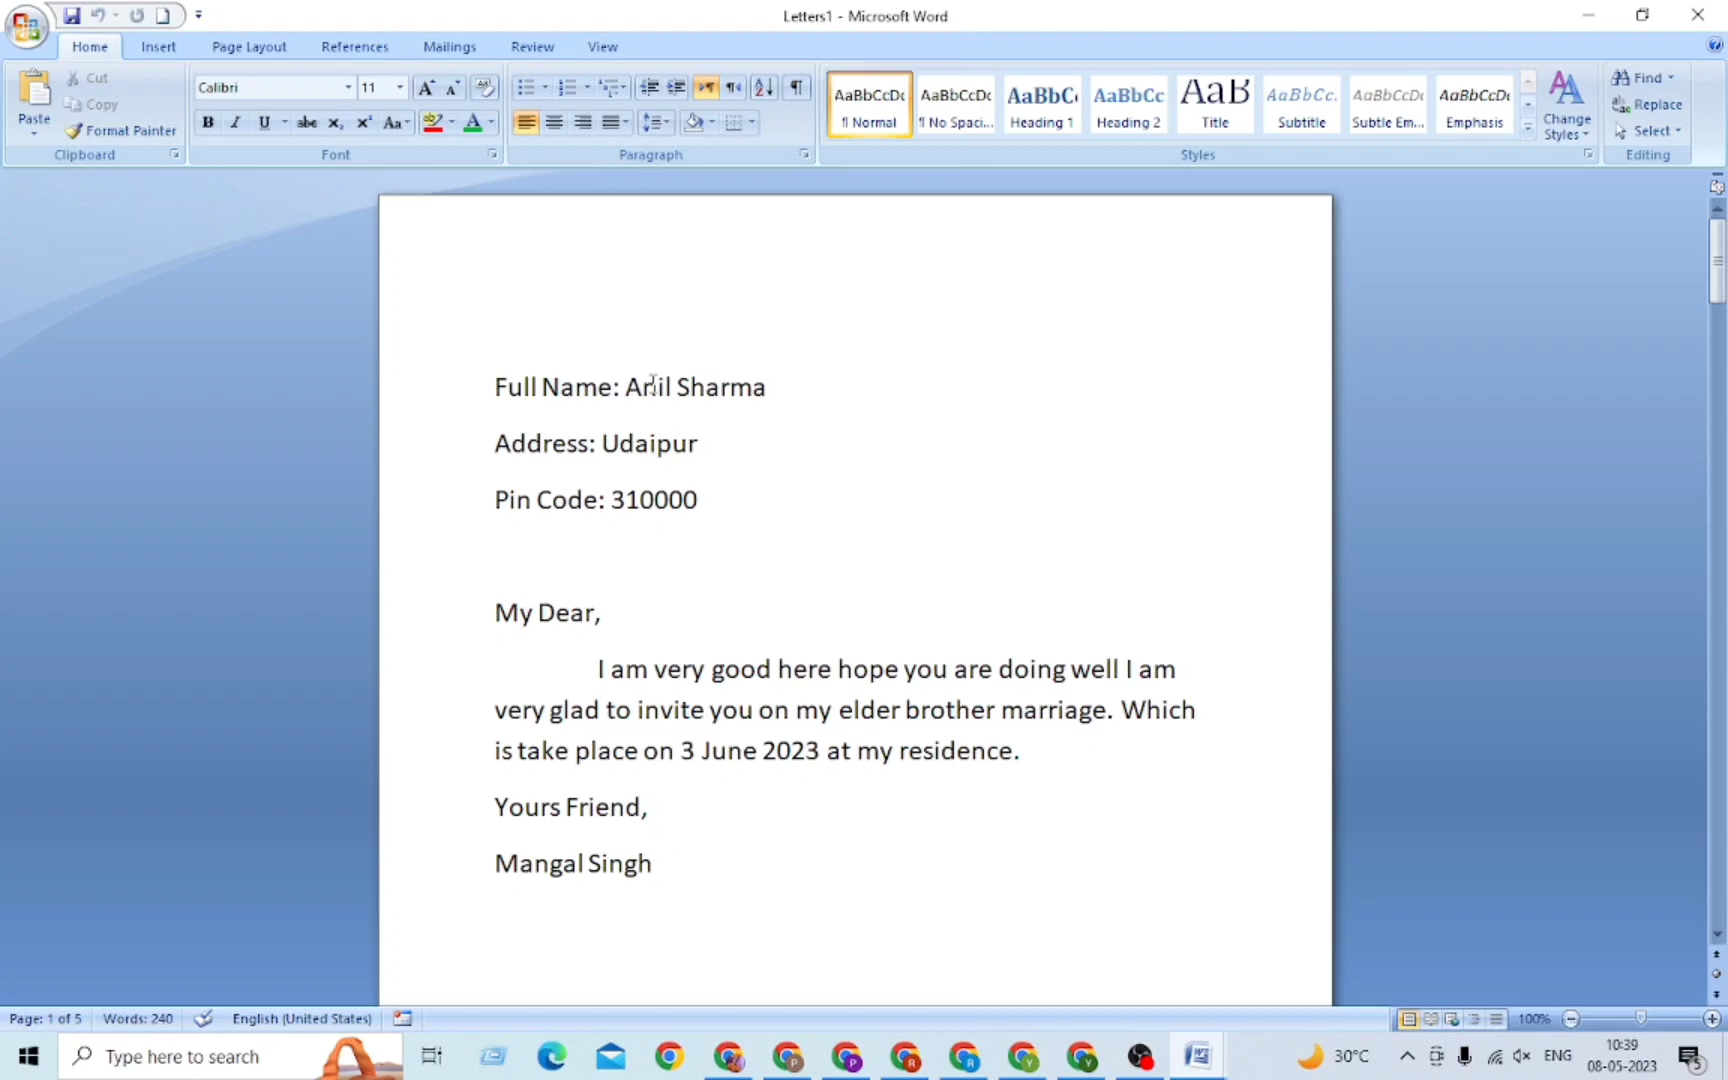 Letters1 - Microsoft Word
Home Insert Page Layout References Mailings Review View
Paste
Cut
Copy
Format Painter
Clipboard
Calibri 11
Font
Paragraph
AaBbCcDc AaBbCcDc AaBbC AaBbCc AaB AaBbCc. AaBbCcDc AaBbCcDc
¶ Normal ¶ No Spaci... Heading 1 Heading 2 Title Subtitle Subtle Em... Emphasis
Change
Styles
Styles
Find
Replace
Select
Editing
Full Name: Anil Sharma
Address: Udaipur
Pin Code: 310000
My Dear,
I am very good here hope you are doing well I am
very glad to invite you on my elder brother marriage. Which
is take place on 3 June 2023 at my residence.
Yours Friend,
Mangal Singh
Page: 1 of 5 Words: 240 English (United States) 100%
Type here to search
30°C ENG
10:39
08-05-2023
5